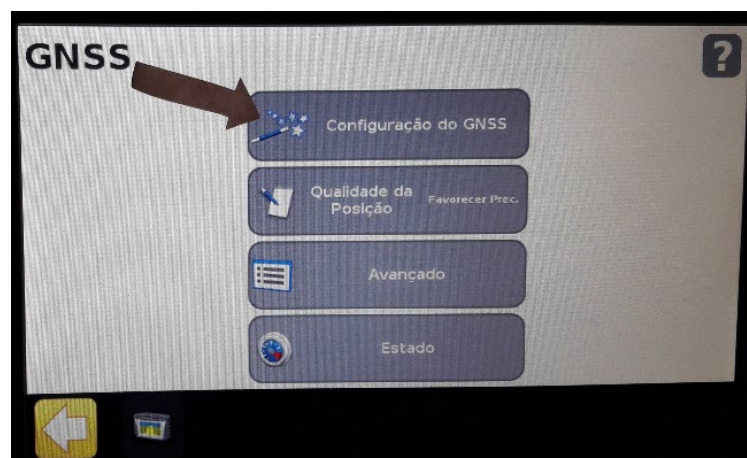 GNSS
?
Configuração do GNSS
Qualidade da
Posição
Favorecer Prec.
Avançado
Estado